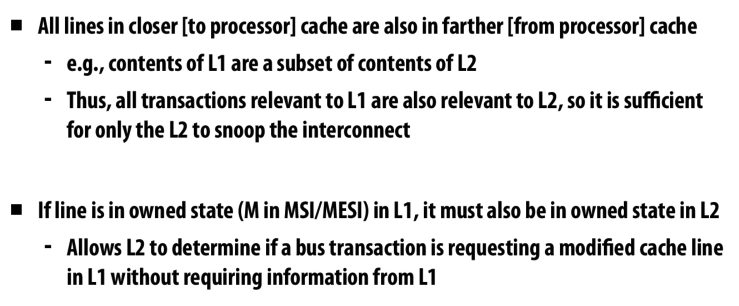 ■ All lines in closer [to processor] cache are also in farther [from processor] cache
- e.g., contents of L1 are a subset of contents of L2
- Thus, all transactions relevant to L1 are also relevant to L2, so it is sufficient
for only the L2 to snoop the interconnect
■ If line is in owned state (M in MSI/MESI) in L1, it must also be in owned state in L2
- Allows L2 to determine if a bus transaction is requesting a modified cache line
in L1 without requiring information from L1